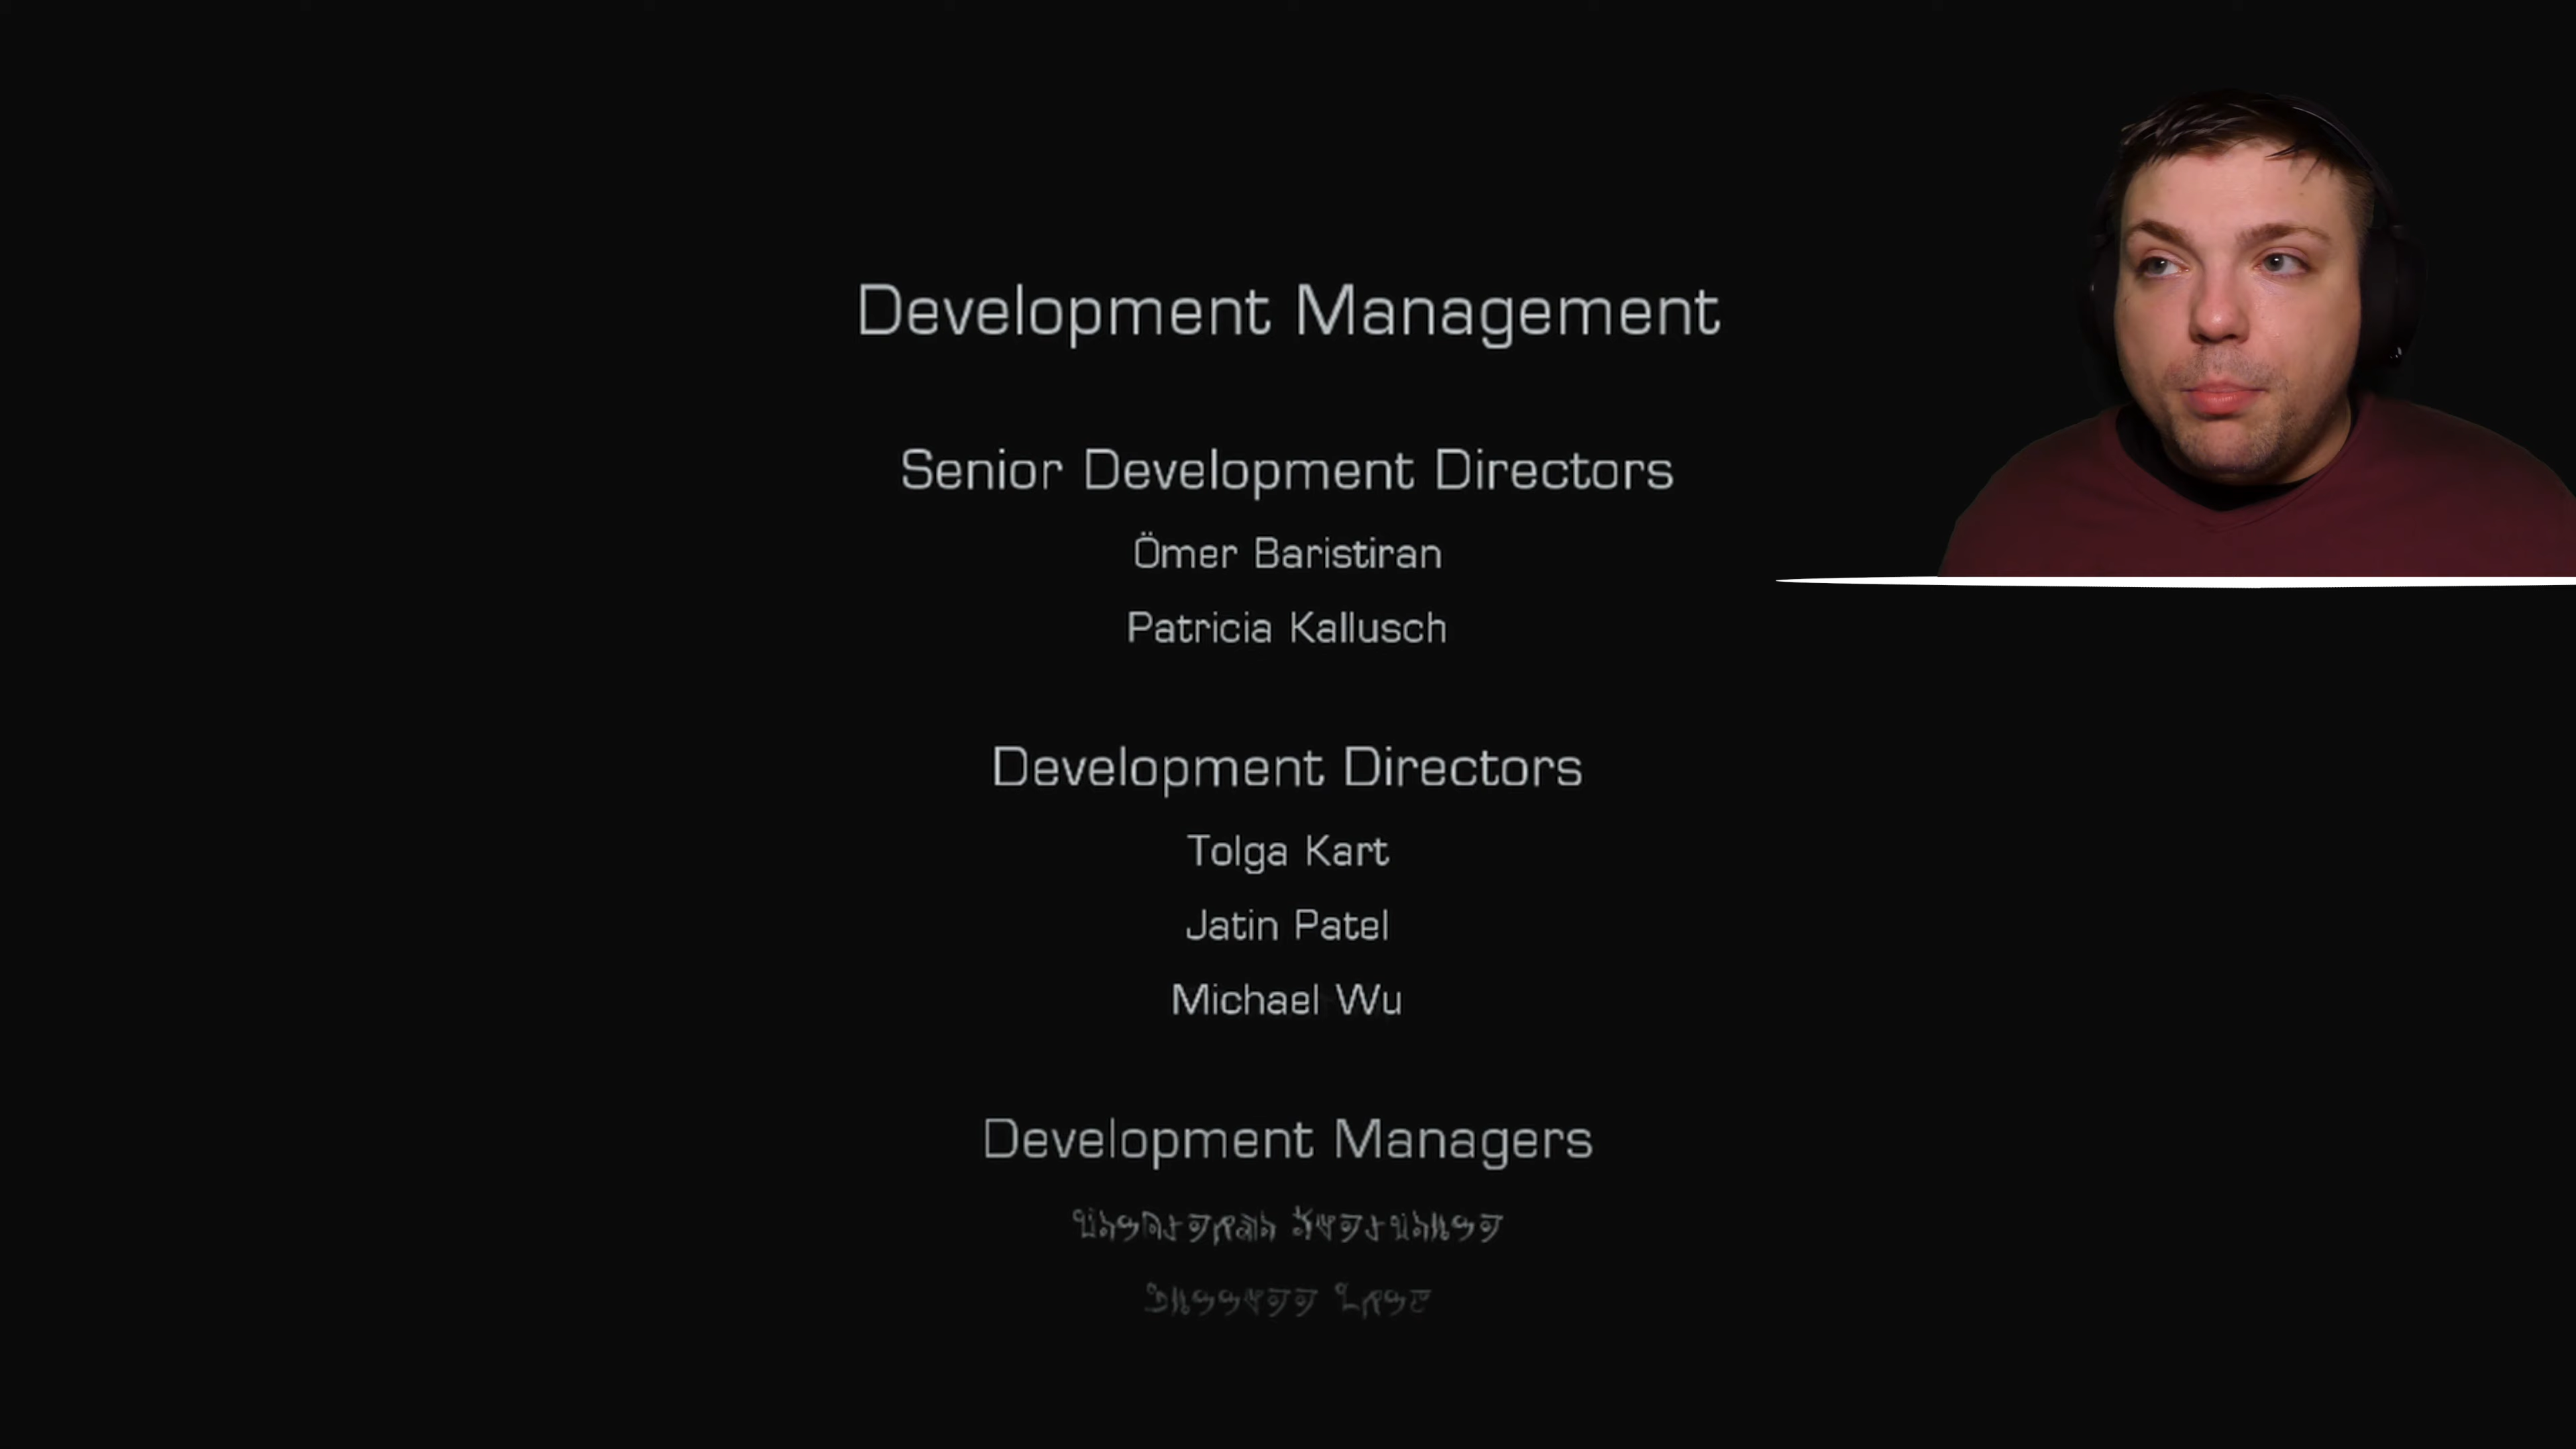 Development Management
Senior Development Directors
Ömer Baristiran
Patricia Kallusch
Development Directors
Tolga Kart
Jatin Patel
Michael Wu
Development Managers